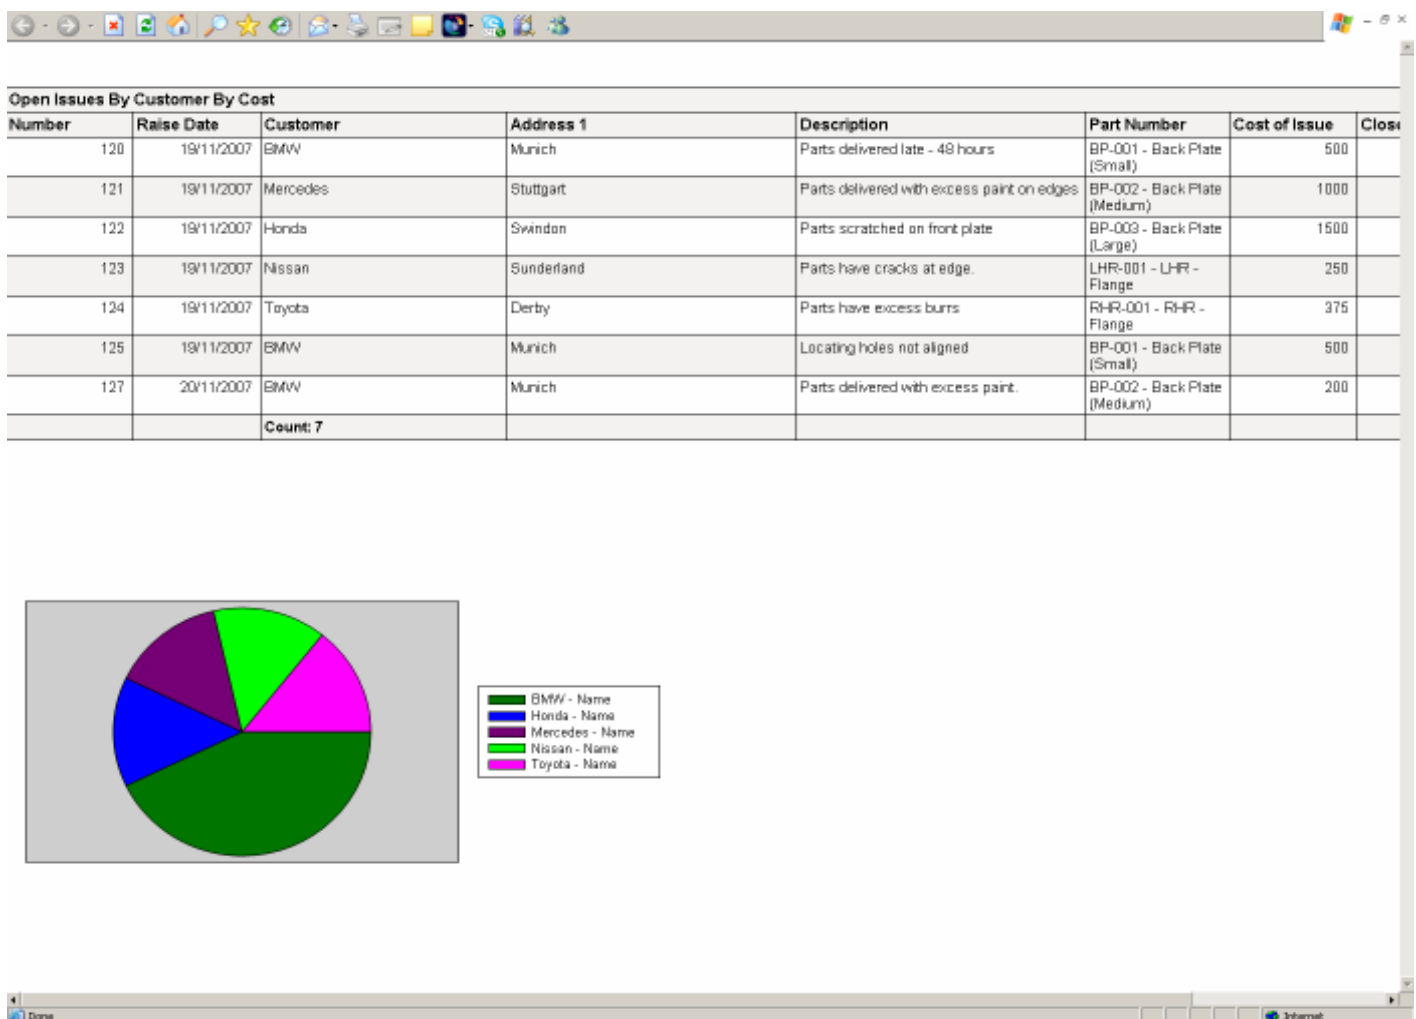 Open Issues By Customer By Cost
Number Raise Date Customer Address 1 Description Part Number Cost of Issue Close
120 19/11/2007 BMW Munich Parts delivered late - 48 hours BP-001 - Back Plate 500
(Small)
121 19/11/2007 Mercedes Stuttgart Parts delivered with excess paint on edges BP-002 - Back Plate 1000
(Medium)
122 19/11/2007 Honda Swindon Parts scratched on front plate BP-003 - Back Plate 1500
(Large)
123 19/11/2007 Nissan Sunderland Parts have cracks at edge. LHR-001 - LHR - 250
Flange
124 19/11/2007 Toyota Derby Parts have excess burrs RHR-001 - RHR - 375
Flange
125 19/11/2007 BMW Munich Locating holes not aligned BP-001 - Back Plate 500
(Small)
127 20/11/2007 BMW Munich Parts delivered with excess paint. BP-002 - Back Plate 200
(Medium)
Count: 7
BMW - Name
Honda - Name
Mercedes - Name
Nissan - Name
Toyota - Name
Done Internet